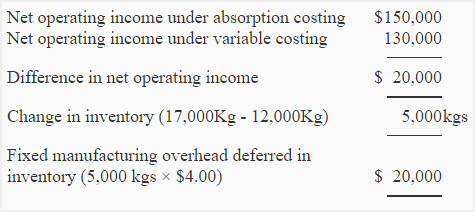 Net operating income under absorption costing $150,000
Net operating income under variable costing 130,000
Difference in net operating income $ 20,000
Change in inventory (17,000Kg - 12,000Kg) 5,000kgs
Fixed manufacturing overhead deferred in
inventory (5,000 kgs × $4.00) $ 20,000